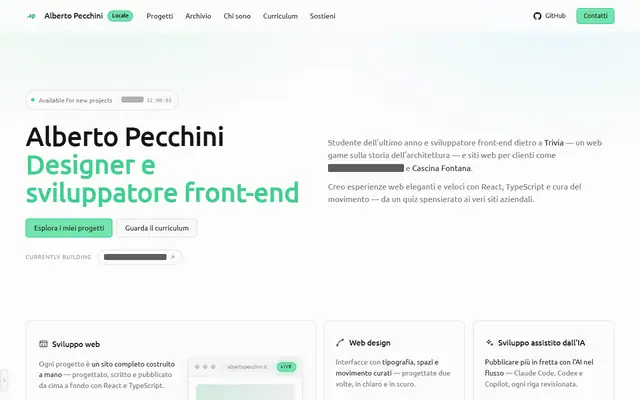 .ap Alberto Pecchini Locale Progetti Archivio Chi sono Curriculum Sostieni GitHub Contatti
Available for new projects
Alberto Pecchini
Designer e
sviluppatore front-end
Esplora i miei progetti Guarda il curriculum
CURRENTLY BUILDING ↗
Studente dell'ultimo anno e sviluppatore front-end dietro a Trivia — un web
game sulla storia dell'architettura — e siti web per clienti come
e Cascina Fontana.
Creo esperienze web eleganti e veloci con React, TypeScript e cura del
movimento — da un quiz spensierato ai veri siti aziendali.
Sviluppo web
Ogni progetto è un sito completo costruito
a mano — progettato, scritto e pubblicato
da cima a fondo con React e TypeScript.
albertopecchini.it LIVE
Web design
Interfacce con tipografia, spazi e
movimento curati — progettate due
volte, in chiaro e in scuro.
Sviluppo assistito dall'IA
Pubblicare più in fretta con l'AI nel
flusso — Claude Code, Codex e
Copilot, ogni riga revisionata.